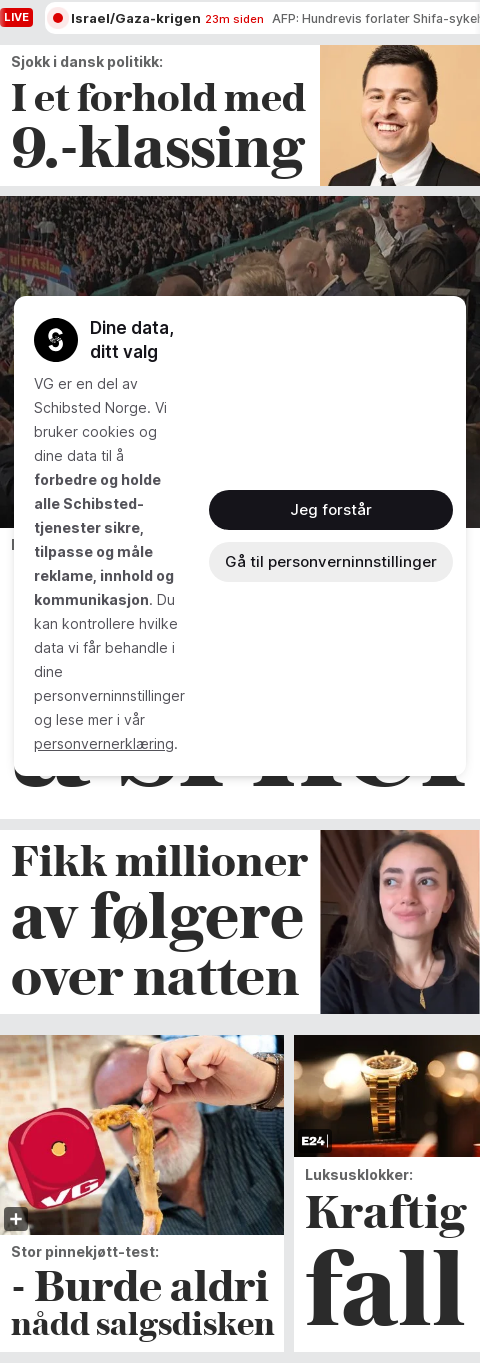 LIVE
Israel/Gaza-krigen 23m siden AFP: Hundrevis forlater Shifa-sykeh
Sjokk i dansk politikk:
I et forhold med
9.-klassing
Dine data,
ditt valg
VG er en del av
Schibsted Norge. Vi
bruker cookies og
dine data til å
forbedre og holde
alle Schibsted-
tjenester sikre,
tilpasse og måle
reklame, innhold og
kommunikasjon. Du
kan kontrollere hvilke
data vi får behandle i
dine
personverninnstillinger
og lese mer i vår
personvernerklæring.
Jeg forstår
Gå til personverninnstillinger
Fikk millioner
av følgere
over natten
VG
Stor pinnekjøtt-test:
- Burde aldri
nådd salgsdisken
E24
Luksusklokker:
Kraftig
fall